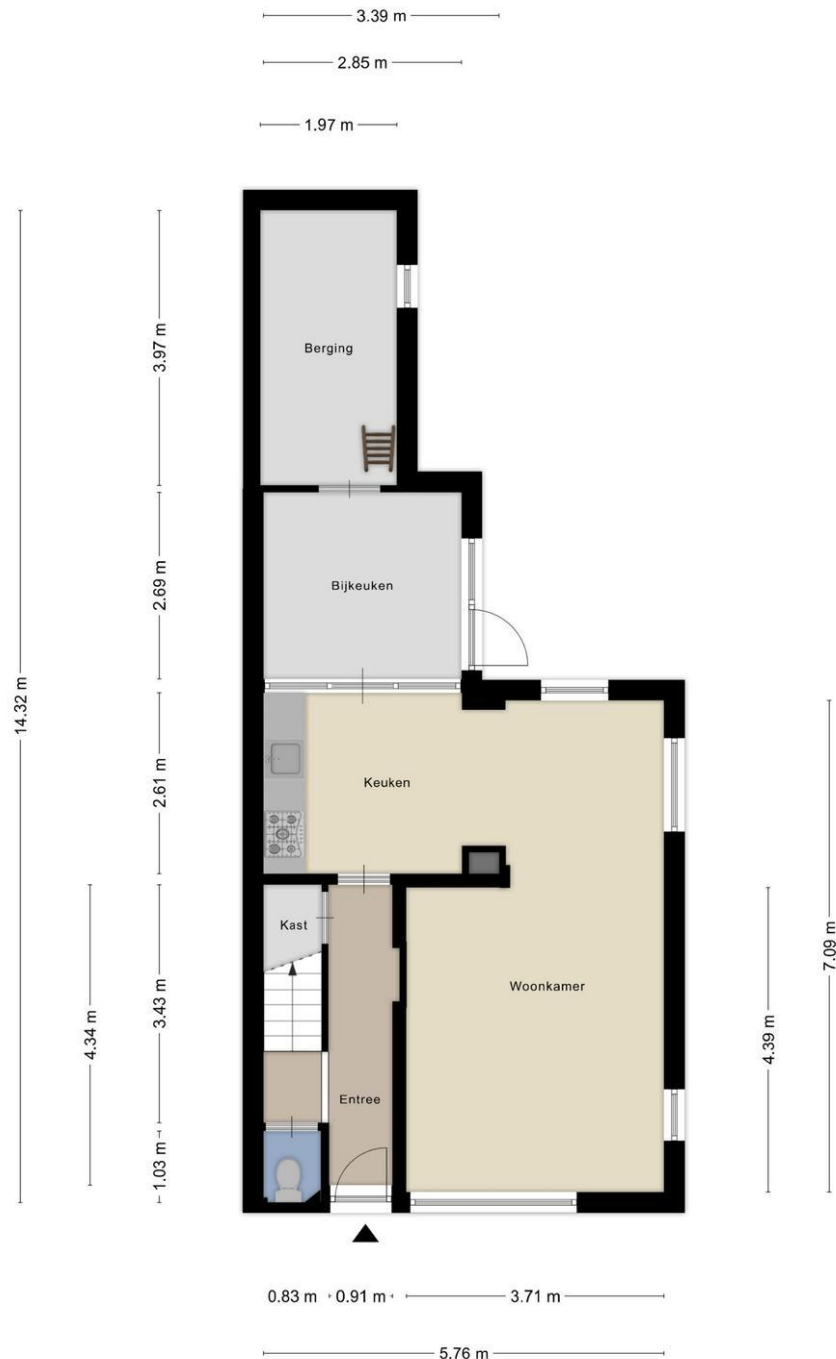 3.39 m
2.85 m
1.97 m
3.97 m
Berging
2.69 m
Bijkeuken
14.32 m
2.61 m
Keuken
7.09 m
Kast
3.43 m
4.34 m
Woonkamer
4.39 m
Entree
1.03 m
0.83 m
0.91 m
3.71 m
5.76 m